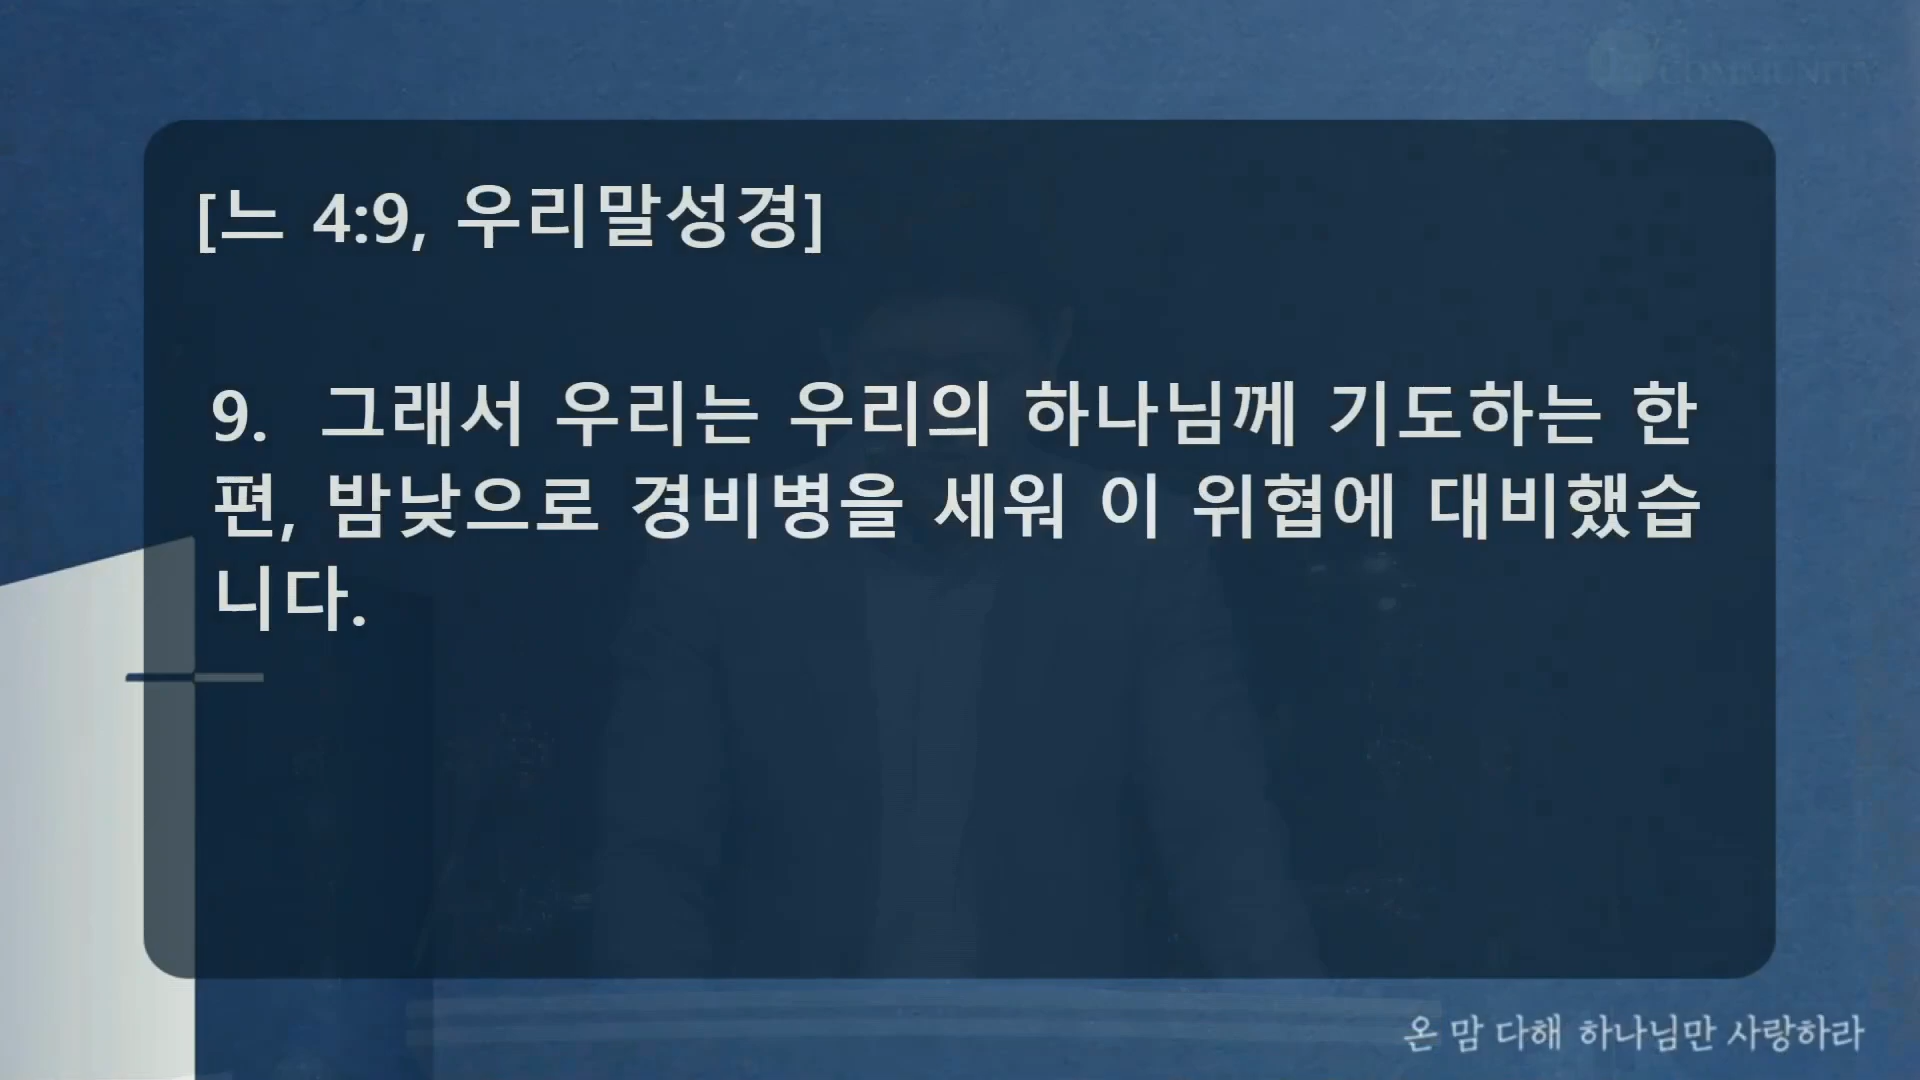 COMMUNITY
[느 4:9, 우리말성경]
9. 그래서 우리는 우리의 하나님께 기도하는 한
편, 밤낮으로 경비병을 세워 이 위협에 대비했습
니다.
온 맘 다해 하나님만 사랑하라